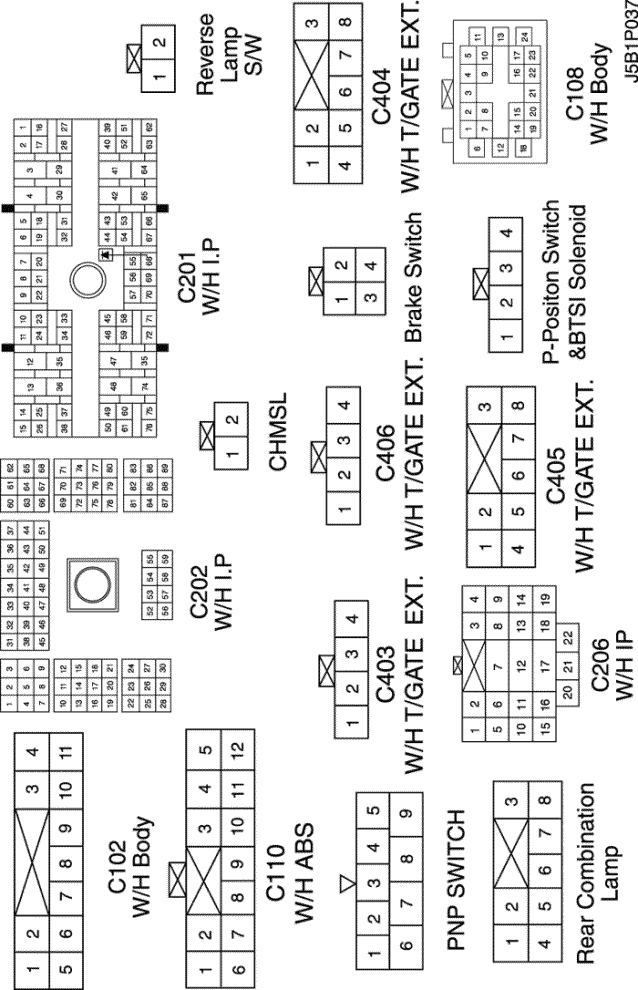 1 2 3 4
5 6 7 8 9 10 11
C102
W/H Body
1 2 3
4 5 6
7 8 9
10 11 12
13 14 15
16 17 18
19 20 21
22 23 24
25 26 27
28 29 30
31 32 33 34 35 36 37
38 39 40 41 42 43 44
45 46 47 48 49 50 51
52 53 54 55
56 57 58 59
60 61 62
63 64 65
66 67 68
69 70 71
72 73 74
75 76 77
78 79 80
81 82 83
84 85 86
87 88 89
C202
W/H I.P
15 14 13 12 11 10 9 8 7 6 5 4 3 2 1
26 25 24 23 22 21 20 19 18 17 16
38 37 36 35 34 33 32 31 30 29 28 27
50 49 48 47 46 45 44 43 42 41 40 39
61 60 59 58 57 56 55 54 53 52 51
76 75 74 35 72 71 70 69 68 67 66 65 64 63 62
C201
W/H I.P
1 2
Reverse
Lamp
S/W
1 2 3 4 5
6 7 8 9 10 11 12
C110
W/H ABS
1 2 3 4
C403
W/H T/GATE EXT.
1 2
CHMSL
1 2 3 4
C406
W/H T/GATE EXT.
1 2
3 4
Brake Switch
1 2 3
4 5 6 7 8
C404
W/H T/GATE EXT.
1 2 3 4 5
6 7 8 9
PNP SWITCH
1 2 3
4 5 6 7 8
Rear Combination
Lamp
1 2 3 4
5 6 7 8 9
10 11 12 13 14
15 16 17 18 19
20 21 22
C206
W/H IP
1 2 3
4 5 6 7 8
C405
W/H T/GATE EXT.
1 2 3 4
P-Positon Switch
&BTSI Solenoid
1 2 3 4 5
6 7 8 9 10 11
12 14 15 16 17 13
18 19 20 21 22 23 24
C108
W/H Body
J5B1P037